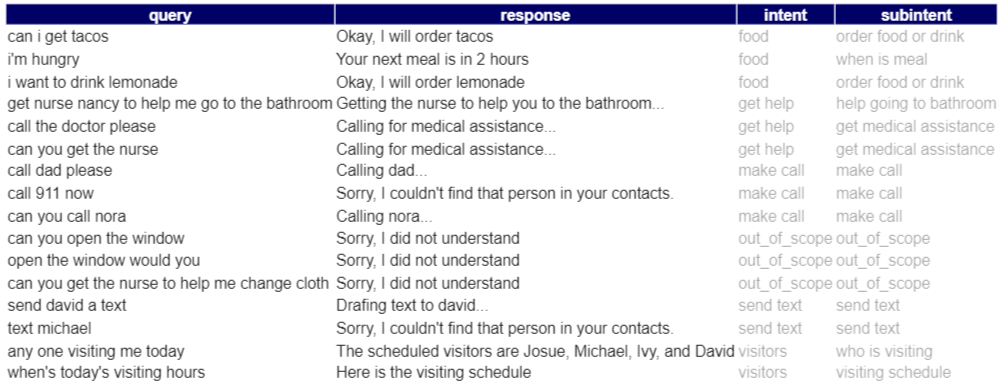 query response intent subintent
can i get tacos Okay, I will order tacos food order food or drink
i'm hungry Your next meal is in 2 hours food when is meal
i want to drink lemonade Okay, I will order lemonade food order food or drink
get nurse nancy to help me go to the bathroom Getting the nurse to help you to the bathroom... get help help going to bathroom
call the doctor please Calling for medical assistance... get help get medical assistance
can you get the nurse Calling for medical assistance... get help get medical assistance
call dad please Calling dad... make call make call
call 911 now Sorry, I couldn't find that person in your contacts. make call make call
can you call nora Calling nora... make call make call
can you open the window Sorry, I did not understand out_of_scope out_of_scope
open the window would you Sorry, I did not understand out_of_scope out_of_scope
can you get the nurse to help me change cloth Sorry, I did not understand out_of_scope out_of_scope
send david a text Drafing text to david... send text send text
text michael Sorry, I couldn't find that person in your contacts. send text send text
any one visiting me today The scheduled visitors are Josue, Michael, Ivy, and David visitors who is visiting
when's today's visiting hours Here is the visiting schedule visitors visiting schedule